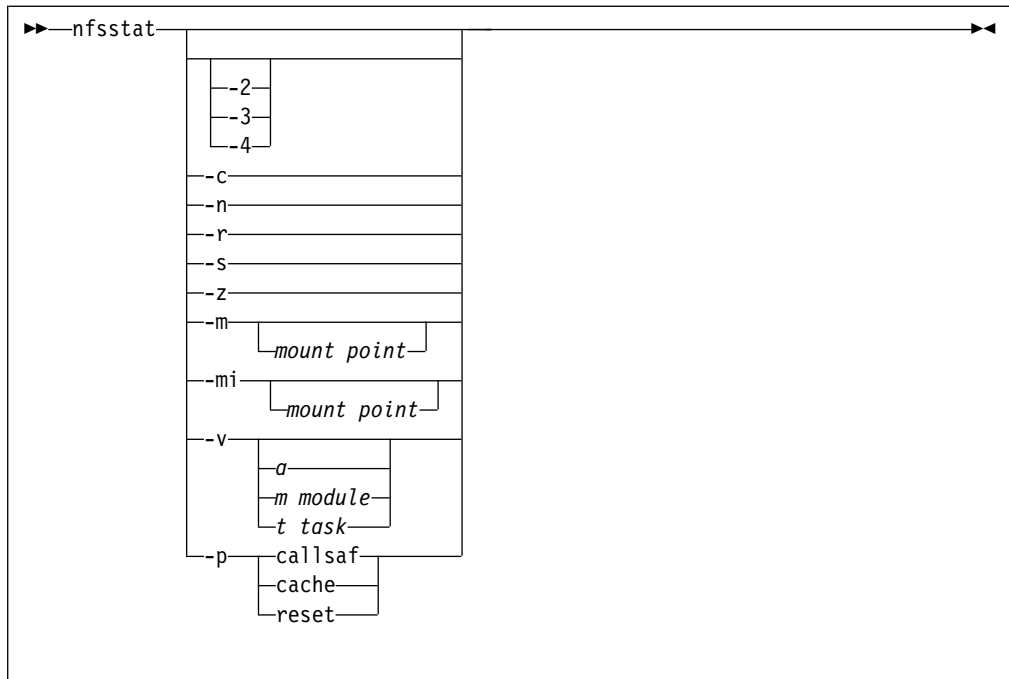 nfsstat
-2
-3
-4
-c
-n
-r
-s
-z
-m
mount point
-mi
mount point
-v
a
m module
t task
-p callsaf
cache
reset